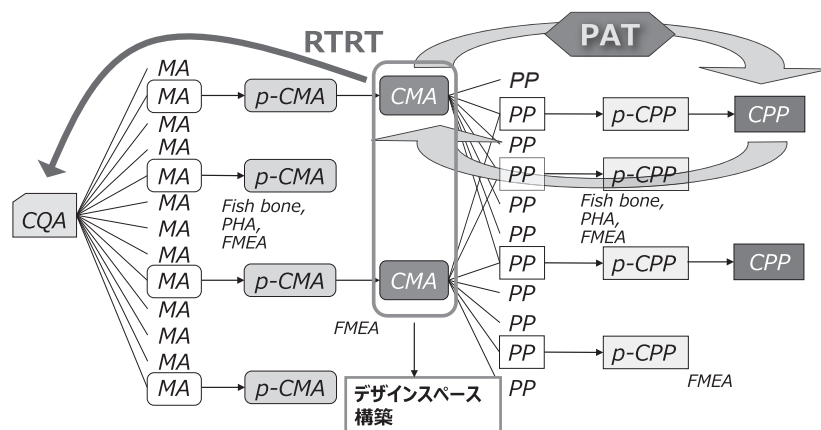 RTRT
PAT
MA
MA
p-CMA
CMA
PP
PP
p-CPP
CPP
MA
MA
PP
MA
p-CMA
PP
p-CPP
Fish bone,
PHA,
FMEA
Fish bone,
PHA,
FMEA
CQA
MA
PP
MA
PP
MA
MA
p-CMA
CMA
PP
p-CPP
CPP
MA
PP
FMEA
MA
PP
MA
PP
p-CPP
FMEA
MA
p-CMA
デザインスペース
構築
PP